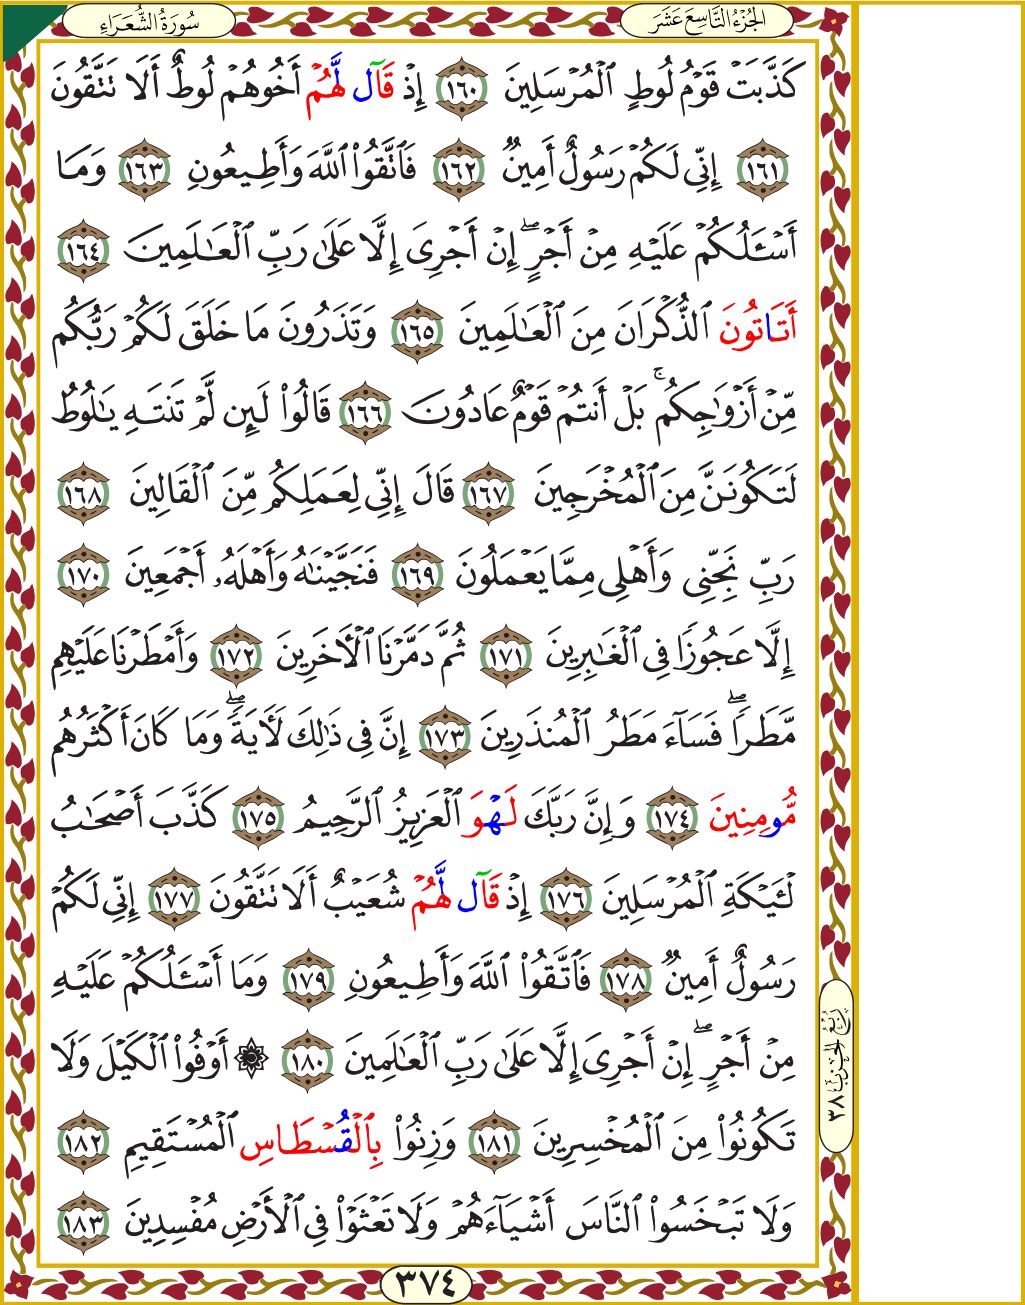 الجُزْءُ التَّاسِعَ عَشَرَ
سُورَةُ الشُّعَرَاءِ
كَذَّبَتْ قَوْمُ لُوطٍ ٱلْمُرْسَلِينَ ١٦٠ إِذْ قَآل لَّهُمْ أَخُوهُمْ لُوطٌ أَلَا تَتَّقُونَ
١٦١ إِنِّي لَكُمْ رَسُولٌ أَمِينٌ ١٦٢ فَٱتَّقُوا۟ ٱللَّهَ وَأَطِيعُونِ ١٦٣ وَمَا
أَسْـَٔلُكُمْ عَلَيْهِ مِنْ أَجْرٍ ۖ إِنْ أَجْرِىَ إِلَّا عَلَىٰ رَبِّ ٱلْعَـٰلَمِينَ ١٦٤
أَتَاتُونَ ٱلذُّكْرَانَ مِنَ ٱلْعَـٰلَمِينَ ١٦٥ وَتَذَرُونَ مَا خَلَقَ لَكُمْ رَبُّكُم
مِّنْ أَزْوَٰجِكُم ۚ بَلْ أَنتُمْ قَوْمٌ عَادُونَ ١٦٦ قَالُوا۟ لَئِن لَّمْ تَنتَهِ يَـٰلُوطُ
لَتَكُونَنَّ مِنَ ٱلْمُخْرَجِينَ ١٦٧ قَالَ إِنِّي لِعَمَلِكُم مِّنَ ٱلْقَالِينَ ١٦٨
رَبِّ نَجِّنِي وَأَهْلِي مِمَّا يَعْمَلُونَ ١٦٩ فَنَجَّيْنَـٰهُ وَأَهْلَهُۥ أَجْمَعِينَ ١٧٠
إِلَّا عَجُوزًا فِي ٱلْغَـٰبِرِينَ ١٧١ ثُمَّ دَمَّرْنَا ٱلْأَخَرِينَ ١٧٢ وَأَمْطَرْنَا عَلَيْهِم
مَّطَرًا ۖ فَسَآءَ مَطَرُ ٱلْمُنذَرِينَ ١٧٣ إِنَّ فِي ذَٰلِكَ لَأَيَةً ۖ وَمَا كَانَ أَكْثَرُهُم
مُّومِنِينَ ١٧٤ وَإِنَّ رَبَّكَ لَهْوَ ٱلْعَزِيزُ ٱلرَّحِيمُ ١٧٥ كَذَّبَ أَصْحَـٰبُ
لْـَٔيْكَةِ ٱلْمُرْسَلِينَ ١٧٦ إِذْ قَآل لَّهُمْ شُعَيْبٌ أَلَا تَتَّقُونَ ١٧٧ إِنِّي لَكُمْ
رَسُولٌ أَمِينٌ ١٧٨ فَٱتَّقُوا۟ ٱللَّهَ وَأَطِيعُونِ ١٧٩ وَمَا أَسْـَٔلُكُمْ عَلَيْهِ
مِنْ أَجْرٍ ۖ إِنْ أَجْرِىَ إِلَّا عَلَىٰ رَبِّ ٱلْعَـٰلَمِينَ ١٨٠ ۞ أَوْفُوا۟ ٱلْكَيْلَ وَلَا
تَكُونُوا۟ مِنَ ٱلْمُخْسِرِينَ ١٨١ وَزِنُوا۟ بِٱلْقُسْطَاسِ ٱلْمُسْتَقِيمِ ١٨٢
وَلَا تَبْخَسُوا۟ ٱلنَّاسَ أَشْيَآءَهُمْ وَلَا تَعْثَوْا۟ فِي ٱلْأَرْضِ مُفْسِدِينَ ١٨٣
رُبُعُ الحِزْبِ ٣٨
٣٧٤